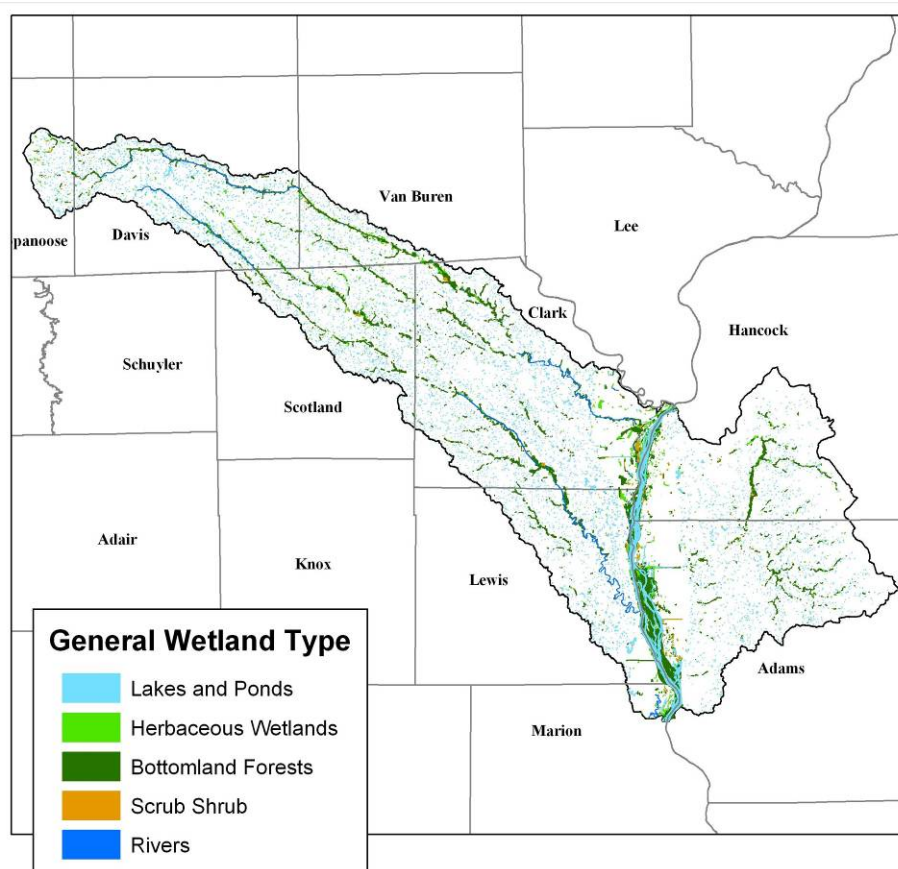 Van Buren
Lee
panoose
Davis
Clark
Hancock
Schuyler
Scotland
Adair
Knox
Lewis
Adams
Marion
General Wetland Type
Lakes and Ponds
Herbaceous Wetlands
Bottomland Forests
Scrub Shrub
Rivers